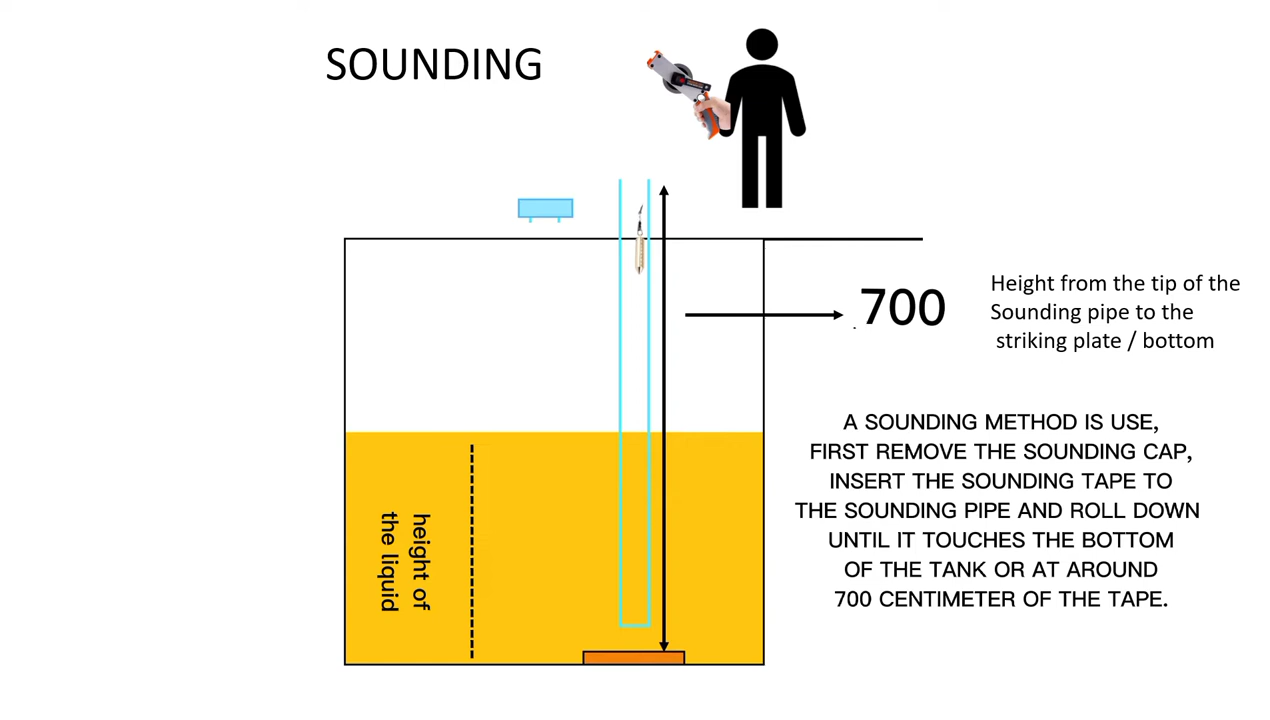 SOUNDING
.700
Height from the tip of the
Sounding pipe to the
striking plate / bottom
A SOUNDING METHOD IS USE,
FIRST REMOVE THE SOUNDING CAP,
INSERT THE SOUNDING TAPE TO
THE SOUNDING PIPE AND ROLL DOWN
UNTIL IT TOUCHES THE BOTTOM
OF THE TANK OR AT AROUND
700 CENTIMETER OF THE TAPE.
height of
the liquid